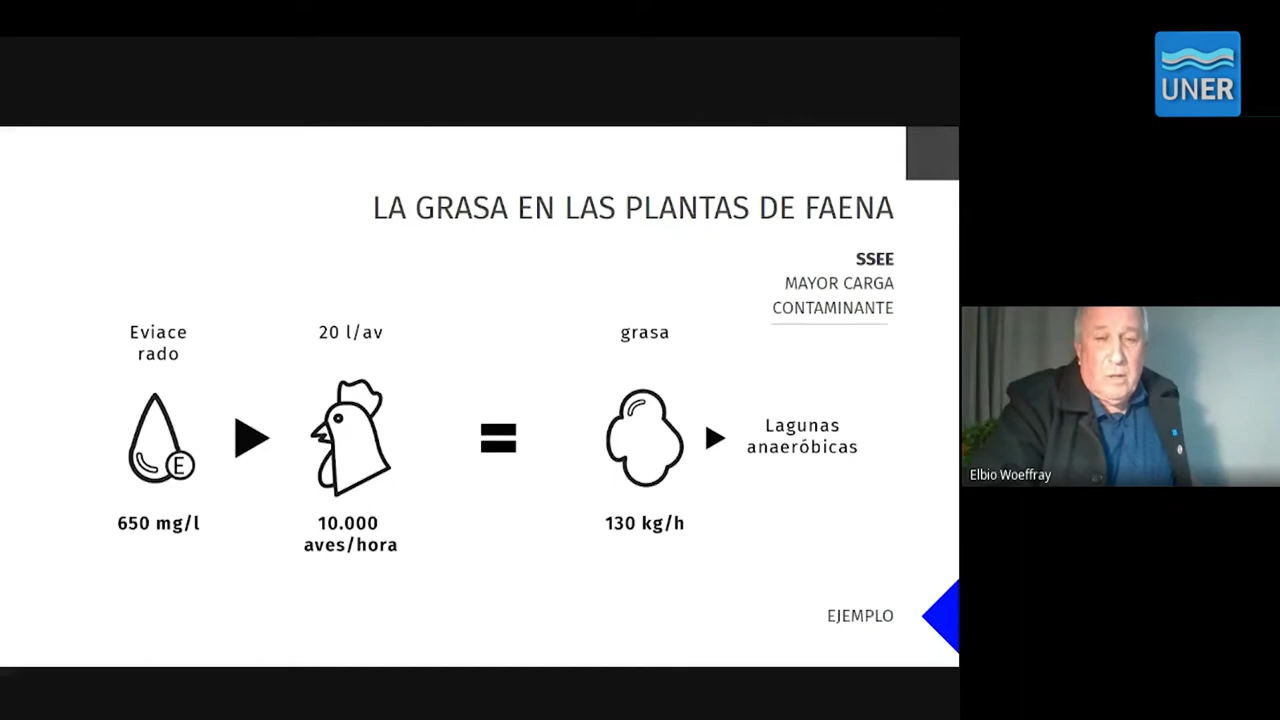 UNER
LA GRASA EN LAS PLANTAS DE FAENA
SSEE
MAYOR CARGA
CONTAMINANTE
Eviace
rado
20 l/av
grasa
E
Lagunas
anaeróbicas
650 mg/l
10.000
aves/hora
130 kg/h
EJEMPLO
Elbio Woeffray